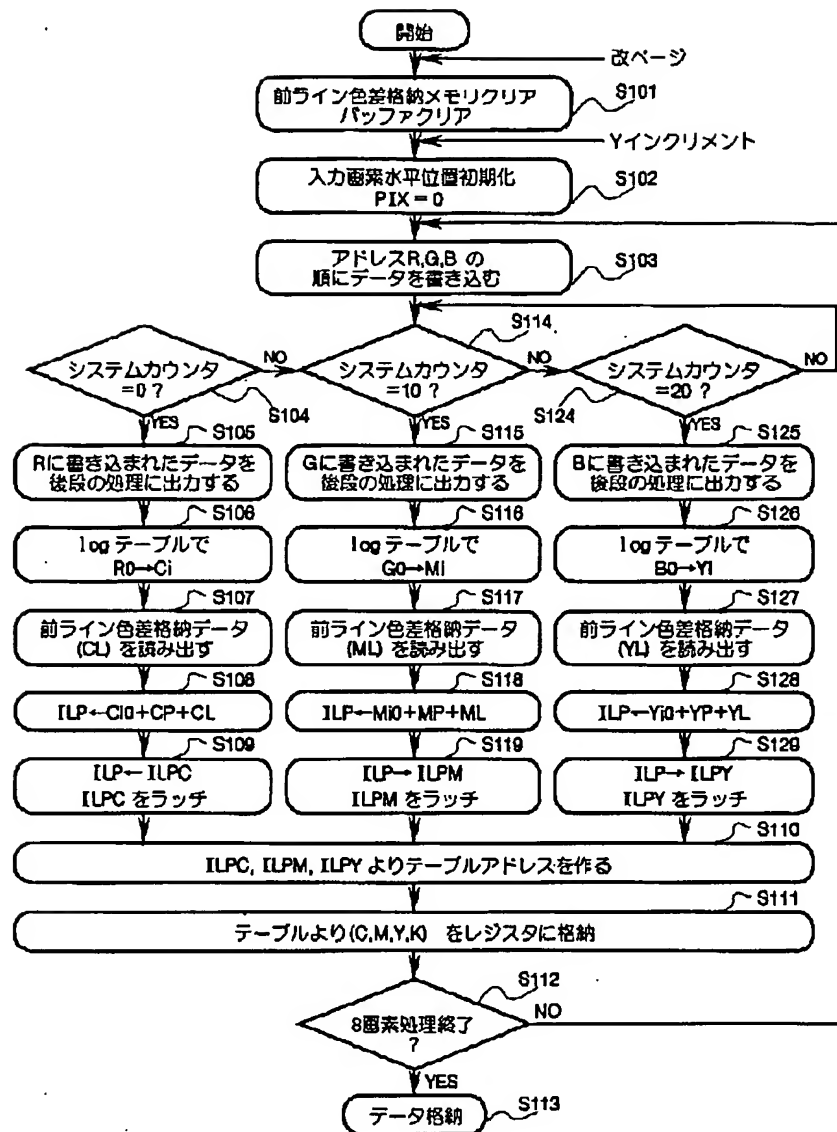 開始
改ページ
S101
前ライン色差格納メモリクリア
バッファクリア
Yインクリメント
S102
入力画素水平位置初期化
PIX = 0
S103
アドレスR,G,B の
順にデータを書き込む
S114
システムカウンタ
=0 ?
NO
システムカウンタ
=10 ?
NO
システムカウンタ
=20 ?
NO
S104
S124
YES
YES
YES
S105
S115
S125
Rに書き込まれたデータを
後段の処理に出力する
Gに書き込まれたデータを
後段の処理に出力する
Bに書き込まれたデータを
後段の処理に出力する
S106
S116
S126
log テーブルで
R0→Ci
log テーブルで
G0→Mi
log テーブルで
B0→Yi
S107
S117
S127
前ライン色差格納データ
(CL) を読み出す
前ライン色差格納データ
(ML) を読み出す
前ライン色差格納データ
(YL) を読み出す
S108
S118
S128
ILP←Ci0+CP+CL
ILP←Mi0+MP+ML
ILP←Yi0+YP+YL
S109
S119
S129
ILP← ILPC
ILPC をラッチ
ILP→ ILPM
ILPM をラッチ
ILP→ ILPY
ILPY をラッチ
S110
ILPC, ILPM, ILPY よりテーブルアドレスを作る
S111
テーブルより(C,M,Y,K) をレジスタに格納
S112
8画素処理終了
?
NO
YES
S113
データ格納